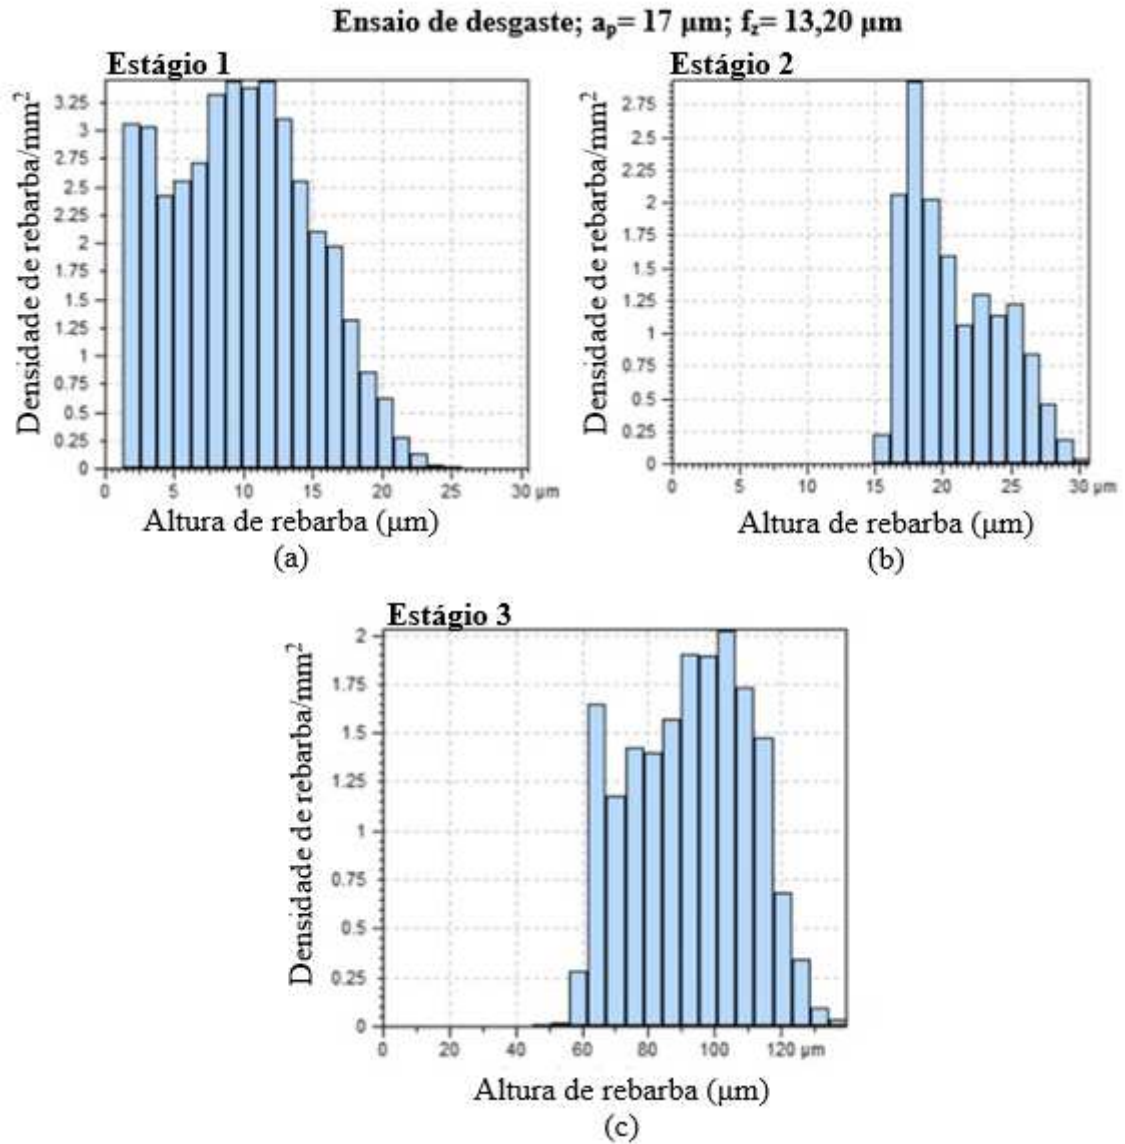 Ensaio de desgaste; aₚ= 17 µm; f_z= 13,20 µm
Estágio 1
Densidade de rebarba/mm²
3.25
3
2.75
2.5
2.25
2
1.75
1.5
1.25
1
0.75
0.5
0.25
0
0 5 10 15 20 25 30 µm
Altura de rebarba (µm)
(a)
Estágio 2
Densidade de rebarba/mm²
2.75
2.5
2.25
2
1.75
1.5
1.25
1
0.75
0.5
0.25
0
0 5 10 15 20 25 30 µm
Altura de rebarba (µm)
(b)
Estágio 3
Densidade de rebarba/mm²
2
1.75
1.5
1.25
1
0.75
0.5
0.25
0
0 20 40 60 80 100 120 µm
Altura de rebarba (µm)
(c)